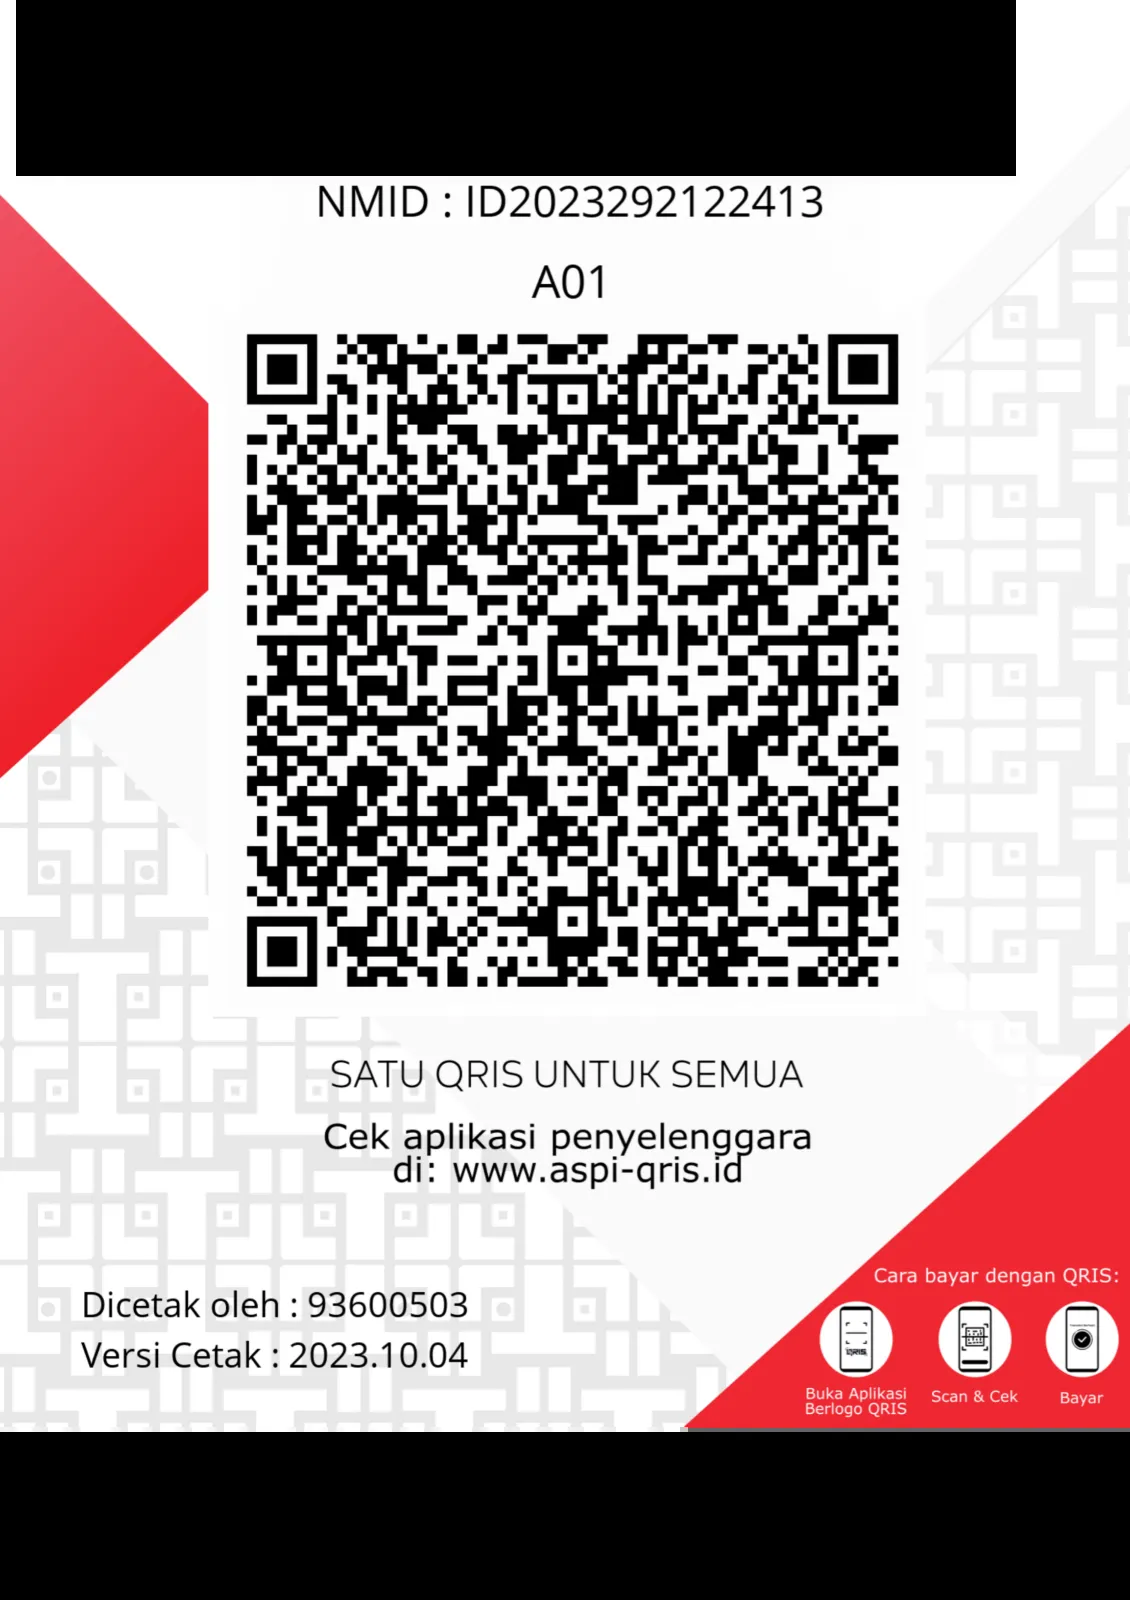 NMID : ID2023292122413
A01
SATU QRIS UNTUK SEMUA
Cek aplikasi penyelenggara
di: www.aspi-qris.id
Dicetak oleh : 93600503
Versi Cetak : 2023.10.04
Cara bayar dengan QRIS:
QRIS
Buka Aplikasi
Berlogo QRIS
Scan & Cek
Bayar